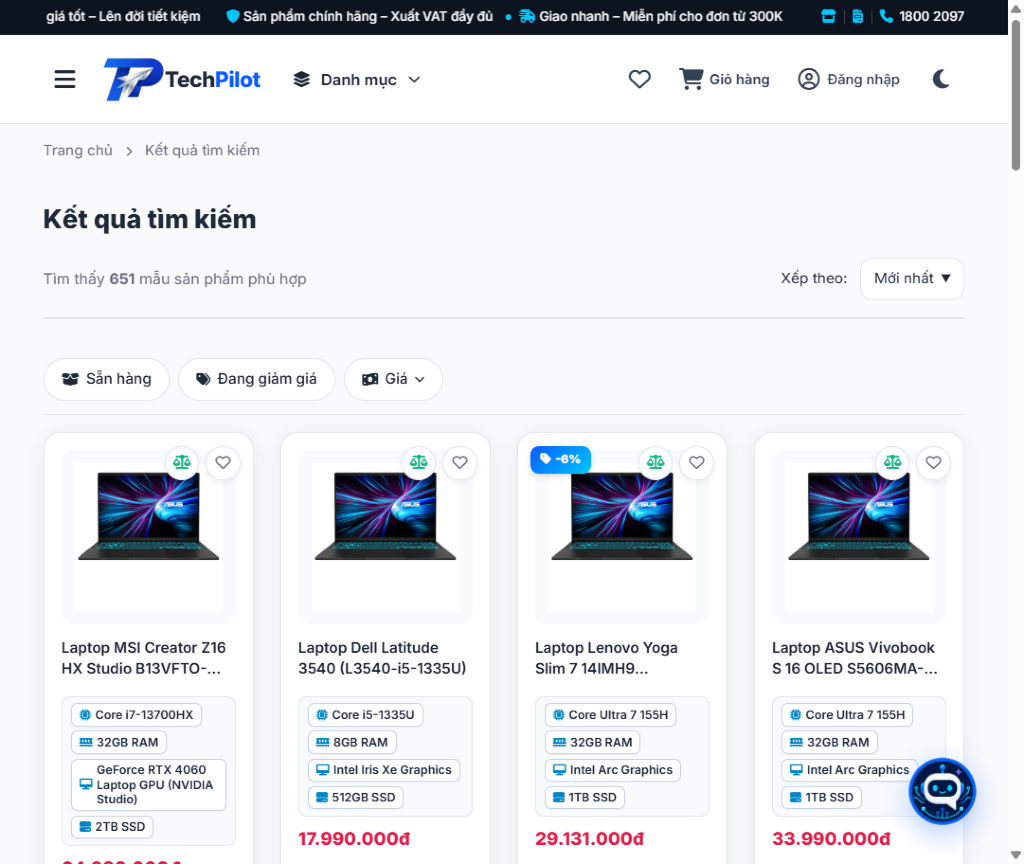 giá tốt – Lên đời tiết kiệm Sản phẩm chính hãng – Xuất VAT đầy đủ • Giao nhanh – Miễn phí cho đơn từ 300K 1800 2097
TechPilot Danh mục Giỏ hàng Đăng nhập
Trang chủ > Kết quả tìm kiếm
Kết quả tìm kiếm
Tìm thấy 651 mẫu sản phẩm phù hợp
Xếp theo: Mới nhất ▼
Sẵn hàng Đang giảm giá Giá
-6%
ASUS ASUS ASUS ASUS
Laptop MSI Creator Z16
HX Studio B13VFTO-...
Core i7-13700HX
32GB RAM
GeForce RTX 4060
Laptop GPU (NVIDIA
Studio)
2TB SSD
Laptop Dell Latitude
3540 (L3540-i5-1335U)
Core i5-1335U
8GB RAM
Intel Iris Xe Graphics
512GB SSD
17.990.000đ
Laptop Lenovo Yoga
Slim 7 14IMH9...
Core Ultra 7 155H
32GB RAM
Intel Arc Graphics
1TB SSD
29.131.000đ
Laptop ASUS Vivobook
S 16 OLED S5606MA-...
Core Ultra 7 155H
32GB RAM
Intel Arc Graphics
1TB SSD
33.990.000đ